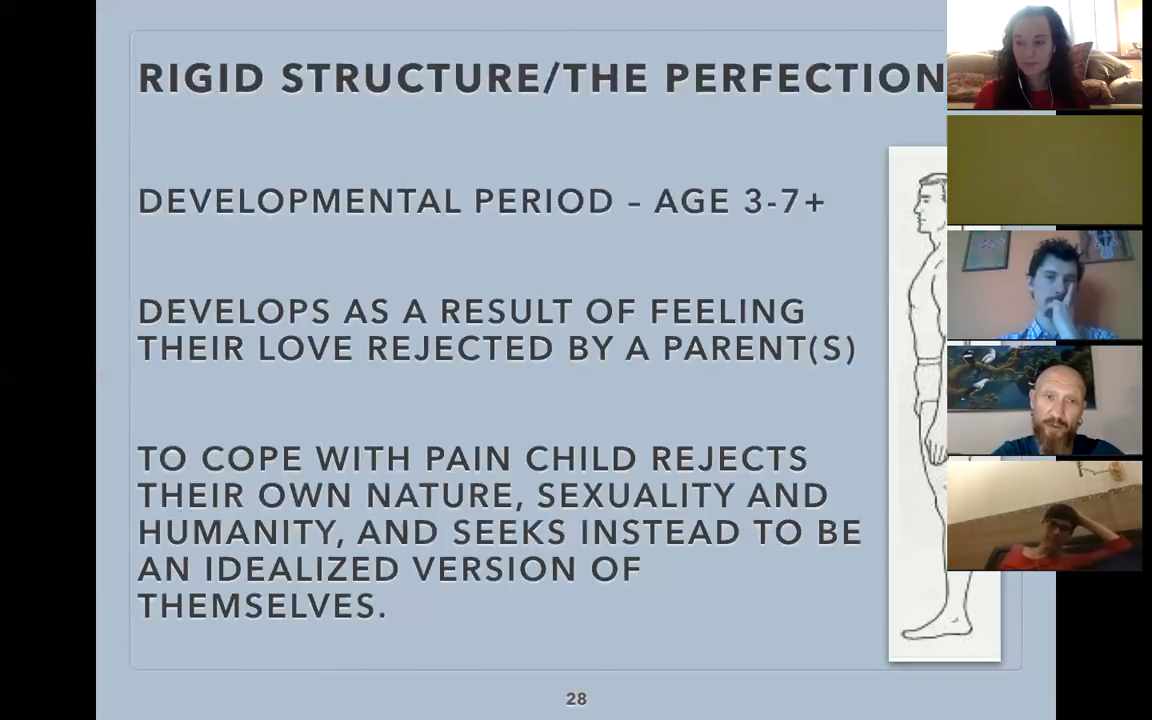 RIGID STRUCTURE/THE PERFECTION
DEVELOPMENTAL PERIOD – AGE 3-7+
DEVELOPS AS A RESULT OF FEELING
THEIR LOVE REJECTED BY A PARENT(S)
TO COPE WITH PAIN CHILD REJECTS
THEIR OWN NATURE, SEXUALITY AND
HUMANITY, AND SEEKS INSTEAD TO BE
AN IDEALIZED VERSION OF
THEMSELVES.
28